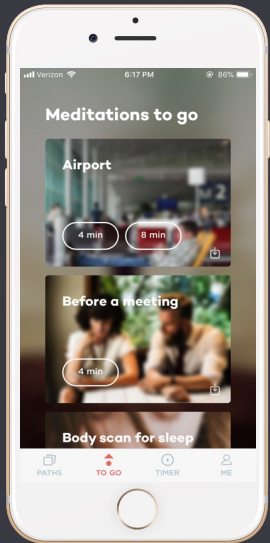 Verizon 6:17 PM 86%
Meditations to go
Airport
4 min 8 min
Before a meeting
4 min
Body scan for sleep
PATHS TO GO TIMER ME